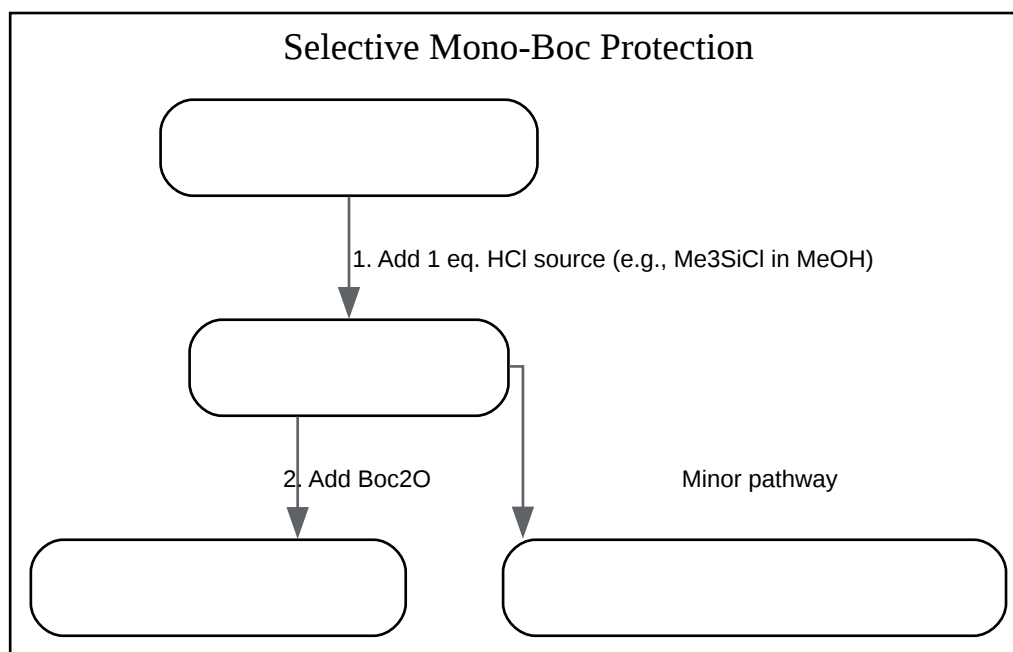 Selective Mono-Boc Protection
1. Add 1 eq. HCl source (e.g., Me3SiCl in MeOH)
2. Add Boc2O
Minor pathway